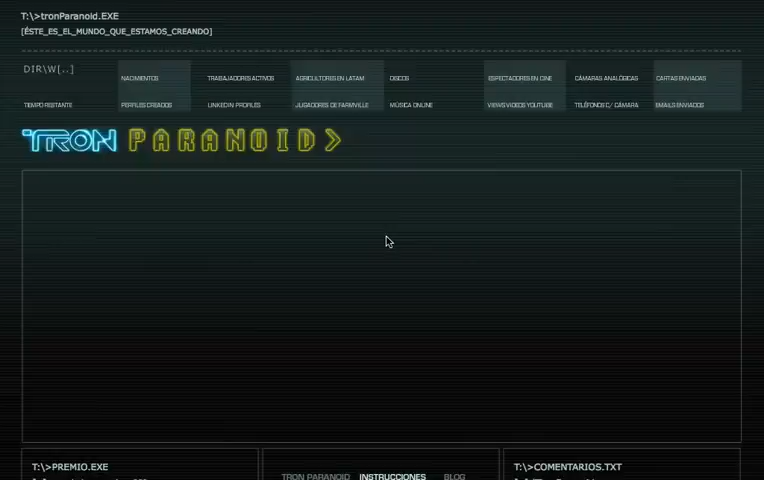 T:\>tronParanoid.EXE
[ÉSTE_ES_EL_MUNDO_QUE_ESTAMOS_CREANDO]
DIR\W[..]
NACIMIENTOS
TRABAJADORES ACTIVOS
AGRICULTORES EN LATAM
DISCOS
ESPECTADORES EN CINE
CÁMARAS ANALÓGICAS
CARTAS ENVIADAS
TIEMPO RESTANTE
PERFILES CREADOS
LINKEDIN PROFILES
JUGADORES DE FARMVILLE
MÚSICA ONLINE
VIEWS VIDEOS YOUTUBE
TELÉFONOS C/ CÁMARA
EMAILS ENVIADOS
TRON PARANOID>
T:\>PREMIO.EXE
TRON PARANOID INSTRUCCIONES BLOG
T:\>COMENTARIOS.TXT